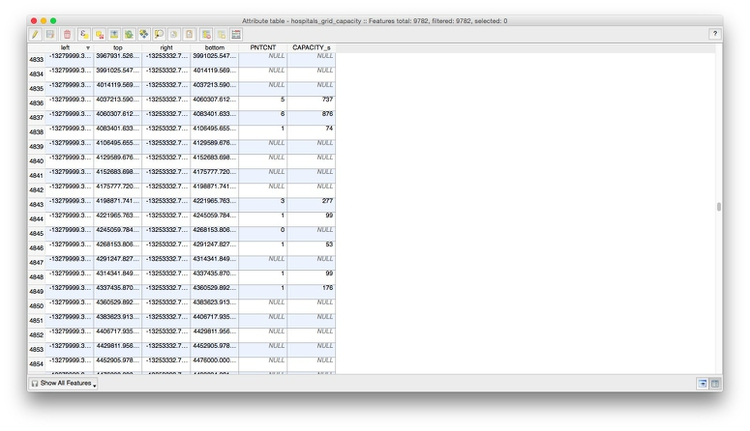 Attribute table - hospitals_grid_capacity :: Features total: 9782, filtered: 9782, selected: 0
?
left top right bottom PNTCNT CAPACITY_s
4833 -13279999.3... 3967931.526... -13253332.7... 3991025.547... NULL NULL
4834 -13279999.3... 3991025.547... -13253332.7... 4014119.569... NULL NULL
4835 -13279999.3... 4014119.569... -13253332.7... 4037213.590... NULL NULL
4836 -13279999.3... 4037213.590... -13253332.7... 4060307.612... 5 737
4837 -13279999.3... 4060307.612... -13253332.7... 4083401.633... 6 876
4838 -13279999.3... 4083401.633... -13253332.7... 4106495.655... 1 74
4839 -13279999.3... 4106495.655... -13253332.7... 4129589.676... NULL NULL
4840 -13279999.3... 4129589.676... -13253332.7... 4152683.698... NULL NULL
4841 -13279999.3... 4152683.698... -13253332.7... 4175777.720... NULL NULL
4842 -13279999.3... 4175777.720... -13253332.7... 4198871.741... NULL NULL
4843 -13279999.3... 4198871.741... -13253332.7... 4221965.763... 3 277
4844 -13279999.3... 4221965.763... -13253332.7... 4245059.784... 1 99
4845 -13279999.3... 4245059.784... -13253332.7... 4268153.806... 0 NULL
4846 -13279999.3... 4268153.806... -13253332.7... 4291247.827... 1 53
4847 -13279999.3... 4291247.827... -13253332.7... 4314341.849... NULL NULL
4848 -13279999.3... 4314341.849... -13253332.7... 4337435.870... 1 99
4849 -13279999.3... 4337435.870... -13253332.7... 4360529.892... 1 176
4850 -13279999.3... 4360529.892... -13253332.7... 4383623.913... NULL NULL
4851 -13279999.3... 4383623.913... -13253332.7... 4406717.935... NULL NULL
4852 -13279999.3... 4406717.935... -13253332.7... 4429811.956... NULL NULL
4853 -13279999.3... 4429811.956... -13253332.7... 4452905.978... NULL NULL
4854 -13279999.3... 4452905.978... -13253332.7... 4476000.000... NULL NULL
Show All Features